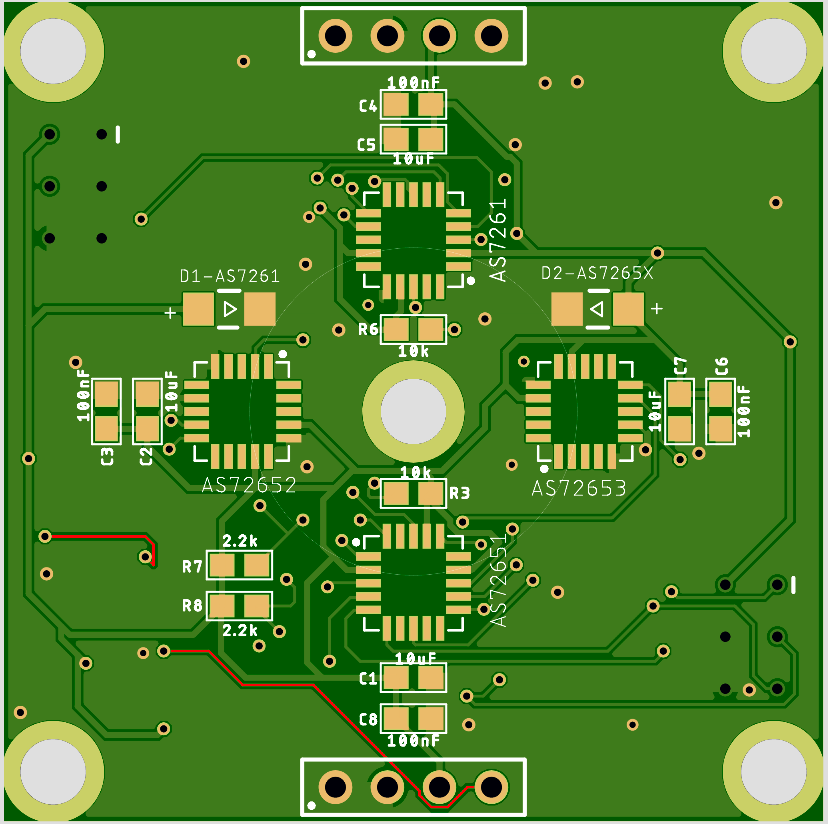 100nF
C4
C5
10uF
AS7261
D1-AS7261
D2-AS7265X
+
+
R6
10k
100nF
10uF
C3
C2
C7
C6
10uF
100nF
AS72652
AS72653
10k
R3
2.2k
R7
R8
2.2k
AS72651
10uF
C1
C8
100nF